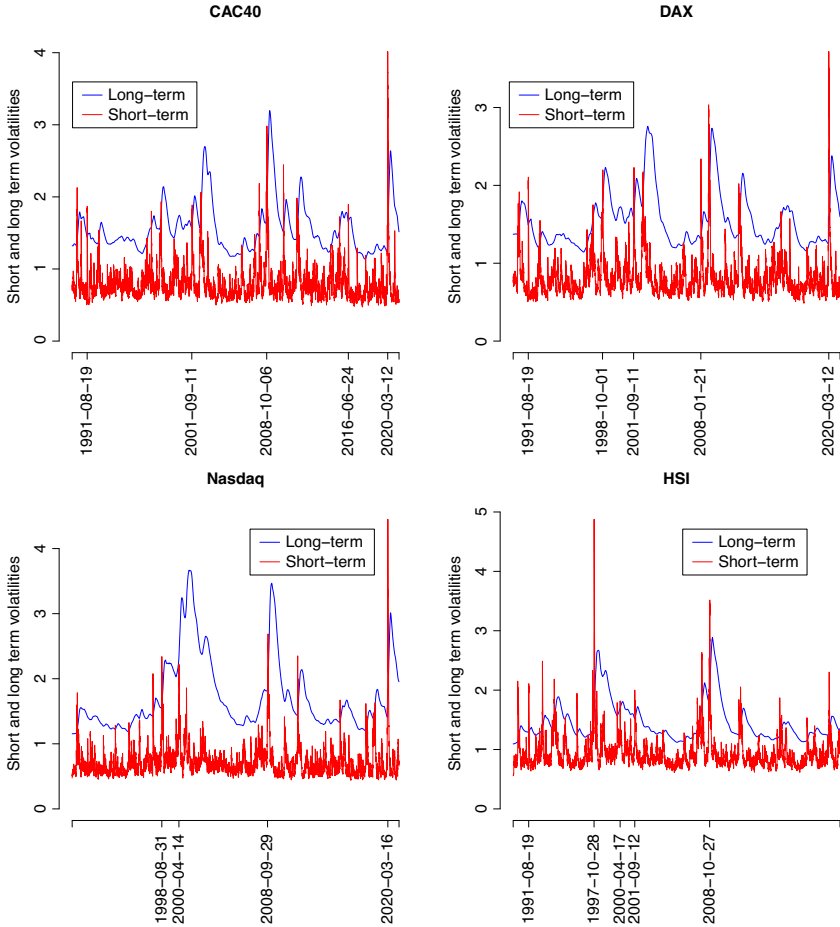 CAC40
Short and long term volatilities
4
3
2
1
0
Long−term
Short−term
1991−08−19
2001−09−11
2008−10−06
2016−06−24
2020−03−12
DAX
Short and long term volatilities
3
2
1
0
Long−term
Short−term
1991−08−19
1998−10−01
2001−09−11
2008−01−21
2020−03−12
Nasdaq
Short and long term volatilities
4
3
2
1
0
Long−term
Short−term
1998−08−31
2000−04−14
2008−09−29
2020−03−16
HSI
Short and long term volatilities
5
4
3
2
1
0
Long−term
Short−term
1991−08−19
1997−10−28
2000−04−17
2001−09−12
2008−10−27